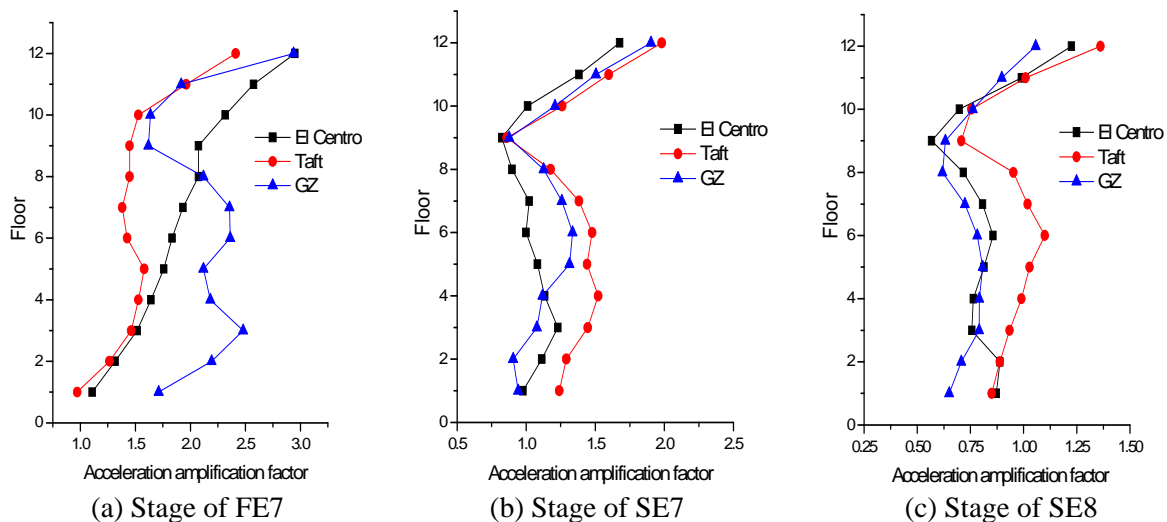 12
10
8
6
4
2
0
Floor
El Centro
Taft
GZ
1.0
1.5
2.0
2.5
3.0
Acceleration amplification factor
(a) Stage of FE7
12
10
8
6
4
2
0
Floor
El Centro
Taft
GZ
0.5
1.0
1.5
2.0
2.5
Acceleration amplification factor
(b) Stage of SE7
12
10
8
6
4
2
0
Floor
El Centro
Taft
GZ
0.25
0.75
1.00
1.25
1.50
Acceleration amplification factor
(c) Stage of SE8